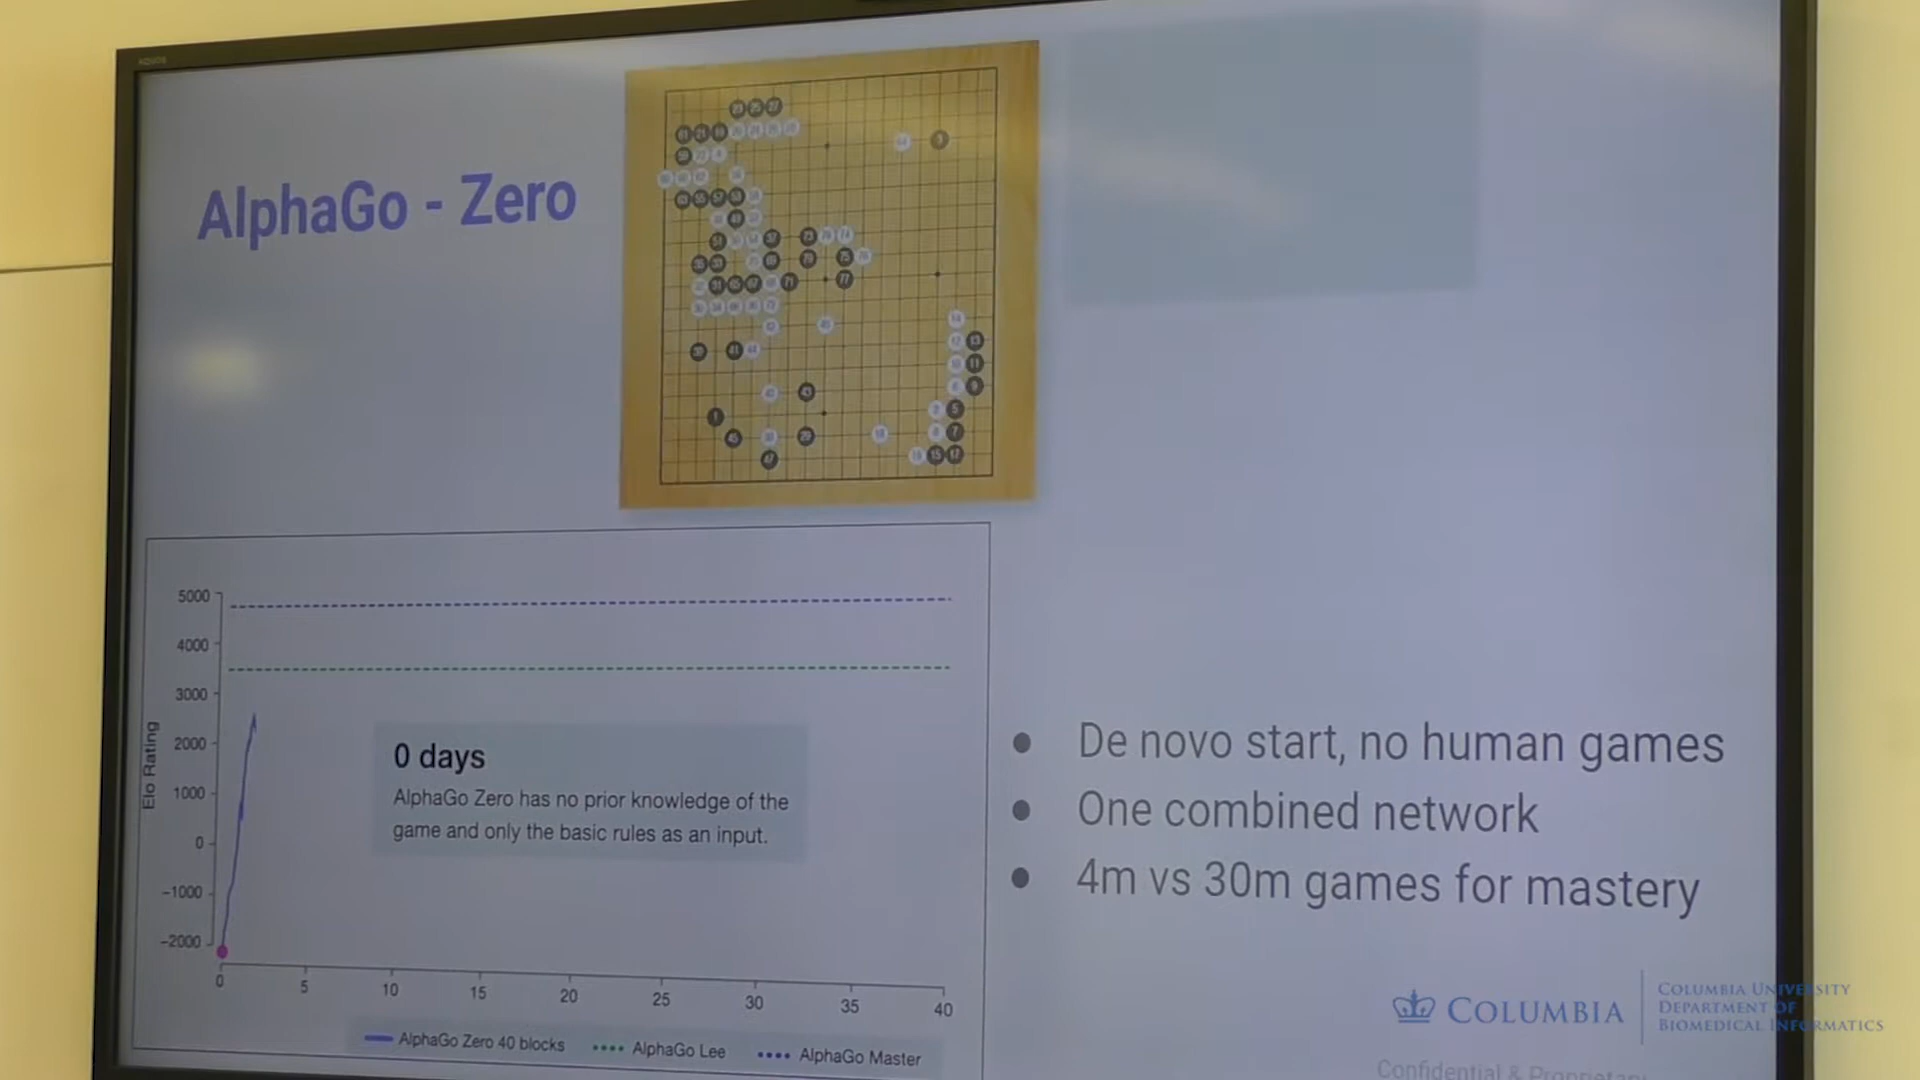 AQUOS
AlphaGo - Zero
5000
4000
3000
2000
1000
0
-1000
-2000
Elo Rating
0 days
AlphaGo Zero has no prior knowledge of the
game and only the basic rules as an input.
0 5 10 15 20 25 30 35 40
AlphaGo Zero 40 blocks AlphaGo Lee AlphaGo Master
● De novo start, no human games
● One combined network
● 4m vs 30m games for mastery
COLUMBIA
COLUMBIA UNIVERSITY
DEPARTMENT OF
BIOMEDICAL INFORMATICS
Confidential & Proprietary